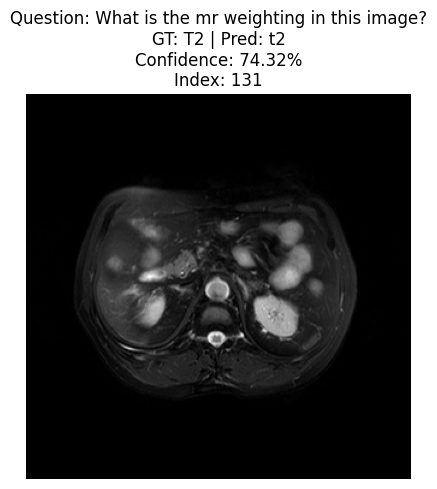 Question: What is the mr weighting in this image?
GT: T2 | Pred: t2
Confidence: 74.32%
Index: 131